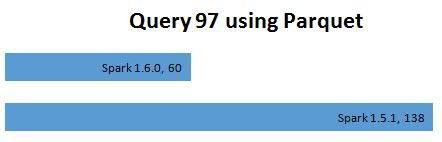 Query 97 using Parquet
Spark 1.6.0, 60
Spark 1.5.1, 138